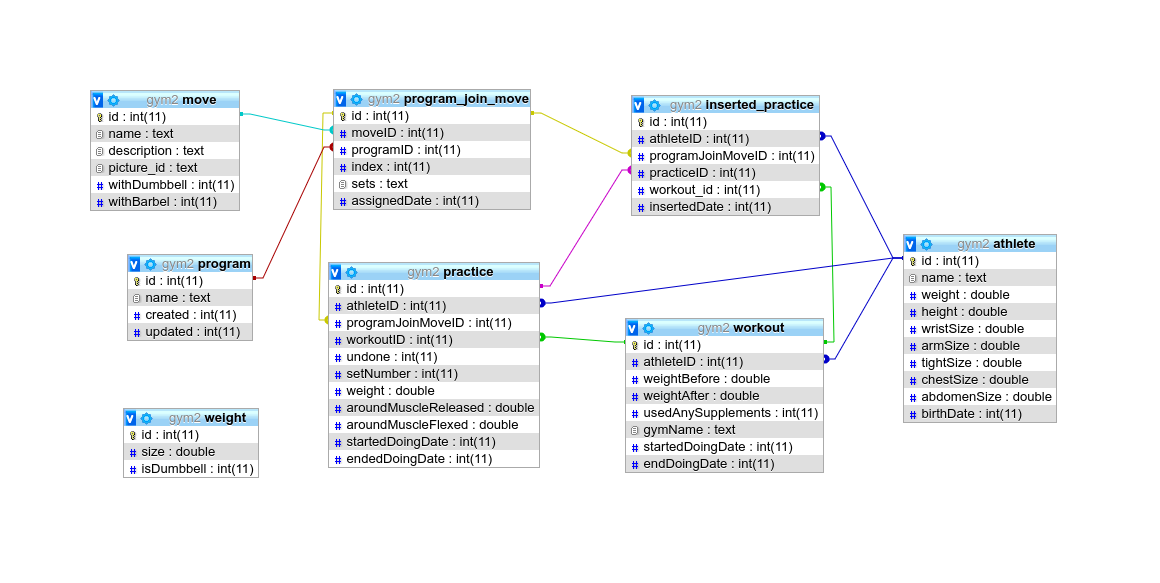 gym2 move
id : int(11)
name : text
description : text
picture_id : text
withDumbbell : int(11)
withBarbel : int(11)
gym2 program_join_move
id : int(11)
moveID : int(11)
programID : int(11)
index : int(11)
sets : text
assignedDate : int(11)
gym2 inserted_practice
id : int(11)
athleteID : int(11)
programJoinMoveID : int(11)
practiceID : int(11)
workout_id : int(11)
insertedDate : int(11)
gym2 program
id : int(11)
name : text
created : int(11)
updated : int(11)
gym2 practice
id : int(11)
athleteID : int(11)
programJoinMoveID : int(11)
workoutID : int(11)
undone : int(11)
setNumber : int(11)
weight : double
aroundMuscleReleased : double
aroundMuscleFlexed : double
startedDoingDate : int(11)
endedDoingDate : int(11)
gym2 athlete
id : int(11)
name : text
weight : double
height : double
wristSize : double
armSize : double
tightSize : double
chestSize : double
abdomenSize : double
birthDate : int(11)
gym2 workout
id : int(11)
athleteID : int(11)
weightBefore : double
weightAfter : double
usedAnySupplements : int(11)
gymName : text
startedDoingDate : int(11)
endDoingDate : int(11)
gym2 weight
id : int(11)
size : double
isDumbbell : int(11)